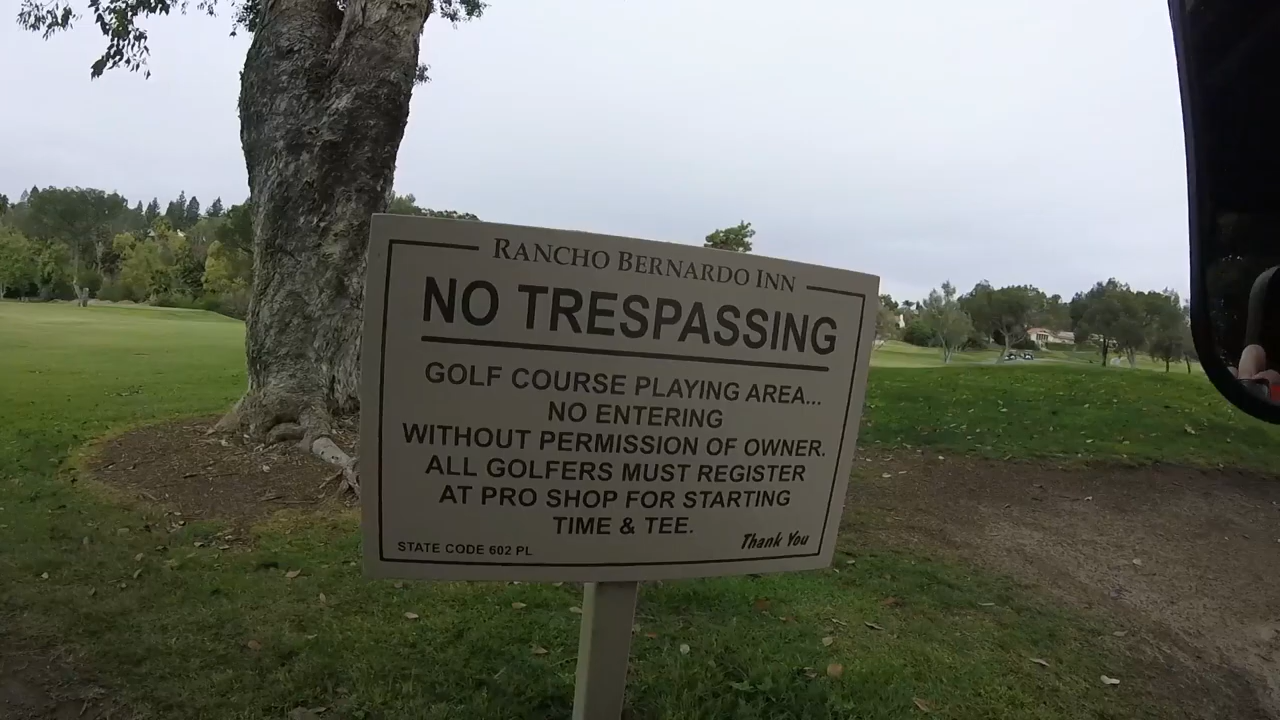 RANCHO BERNARDO INN
NO TRESPASSING
GOLF COURSE PLAYING AREA...
NO ENTERING
WITHOUT PERMISSION OF OWNER.
ALL GOLFERS MUST REGISTER
AT PRO SHOP FOR STARTING
TIME & TEE.
STATE CODE 602 PL
Thank You